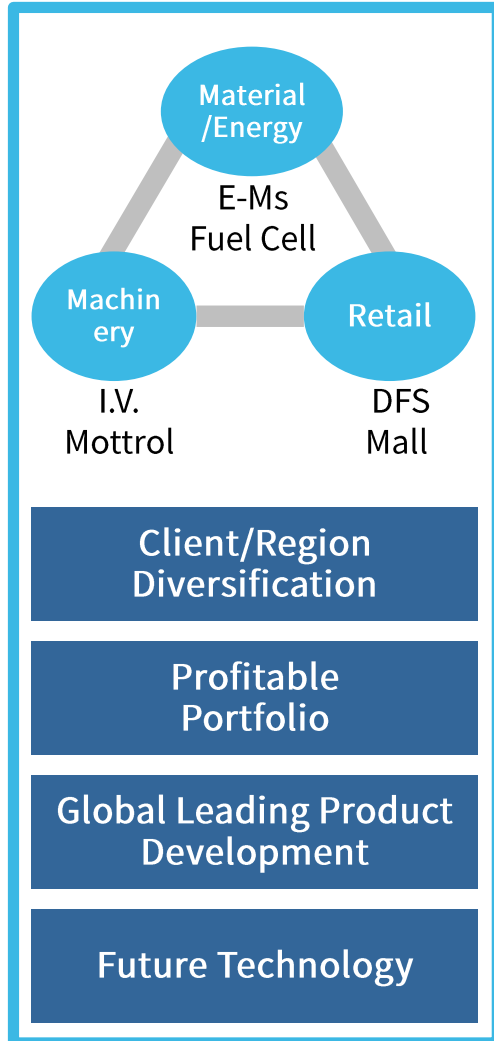 Material
/Energy
E-Ms
Fuel Cell
Machin
ery
Retail
I.V.
Mottrol
DFS
Mall
Client/Region
Diversification
Profitable
Portfolio
Global Leading Product
Development
Future Technology